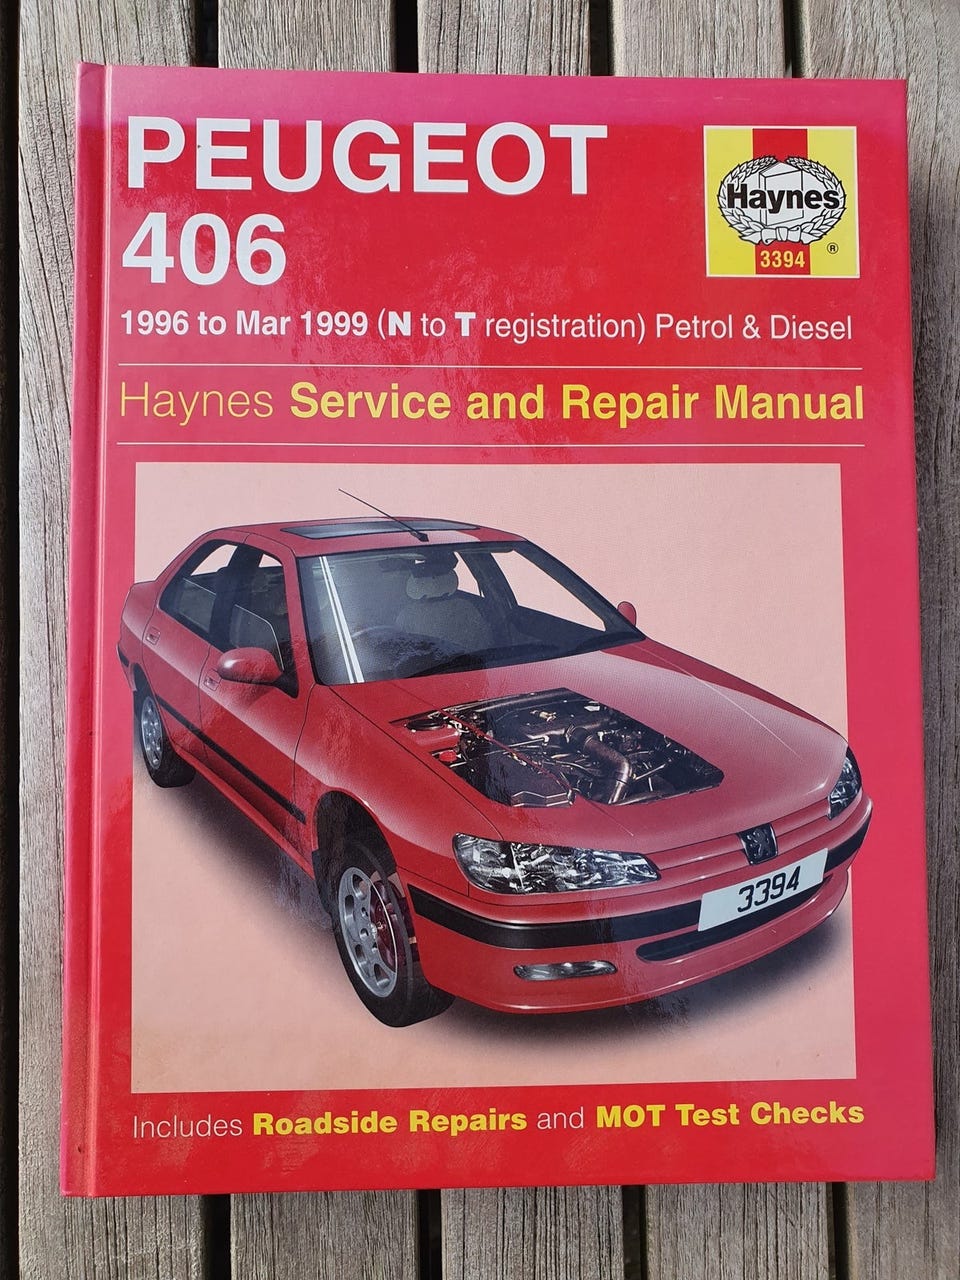 PEUGEOT
406
Haynes
®
3394
1996 to Mar 1999 (N to T registration) Petrol & Diesel
Haynes Service and Repair Manual
3394
Includes Roadside Repairs and MOT Test Checks